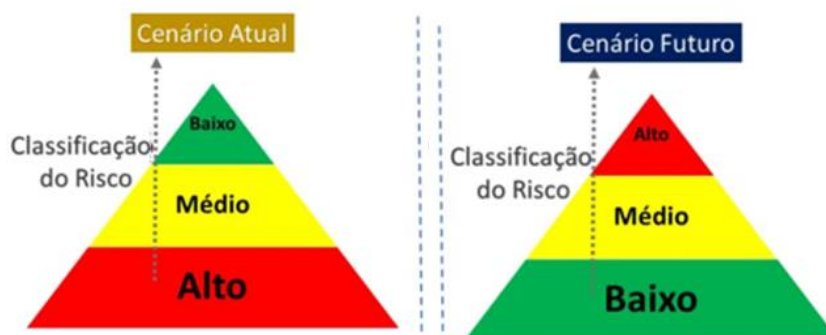 Cenário Atual
Baixo
Classificação
do Risco
Médio
Alto
Cenário Futuro
Alto
Classificação
do Risco
Médio
Baixo